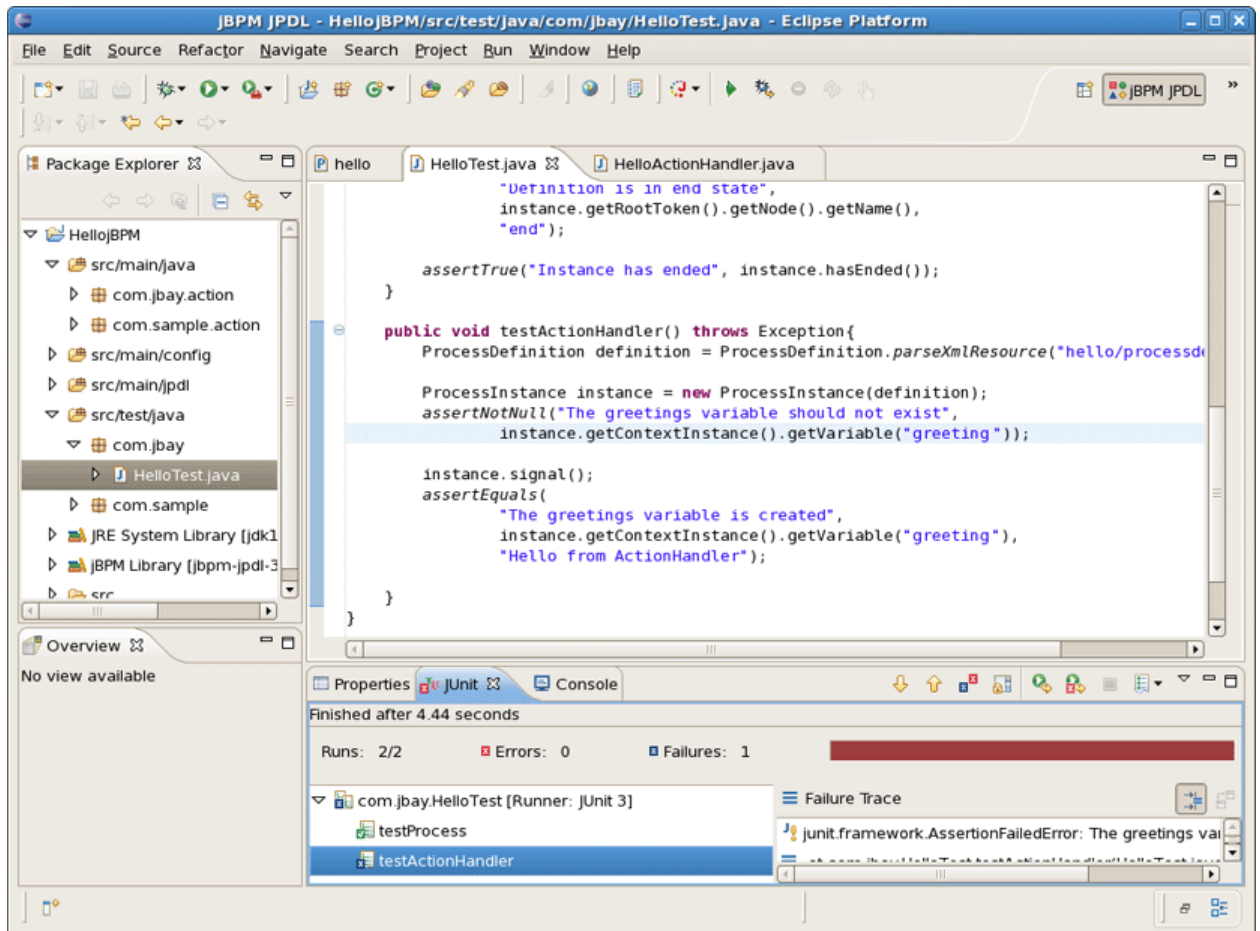 jBPM JPDL - HellojBPM/src/test/java/com/jbay/HelloTest.java - Eclipse Platform
File Edit Source Refactor Navigate Search Project Run Window Help
jBPM JPDL »
Package Explorer
hello HelloTest.java HelloActionHandler.java
HellojBPM
src/main/java
com.jbay.action
com.sample.action
src/main/config
src/main/jpdl
src/test/java
com.jbay
HelloTest.java
com.sample
JRE System Library [jdk1
jBPM Library [jbpm-jpdl-3
src
"Definition is in end state",
instance.getRootToken().getNode().getName(),
"end");
assertTrue("Instance has ended", instance.hasEnded());
}
public void testActionHandler() throws Exception{
ProcessDefinition definition = ProcessDefinition.parseXmlResource("hello/processd
ProcessInstance instance = new ProcessInstance(definition);
assertNotNull("The greetings variable should not exist",
instance.getContextInstance().getVariable("greeting"));
instance.signal();
assertEquals(
"The greetings variable is created",
instance.getContextInstance().getVariable("greeting"),
"Hello from ActionHandler");
}
}
Overview
No view available
Properties JUnit Console
Finished after 4.44 seconds
Runs: 2/2 Errors: 0 Failures: 1
com.jbay.HelloTest [Runner: JUnit 3]
testProcess
testActionHandler
Failure Trace
junit.framework.AssertionFailedError: The greetings va